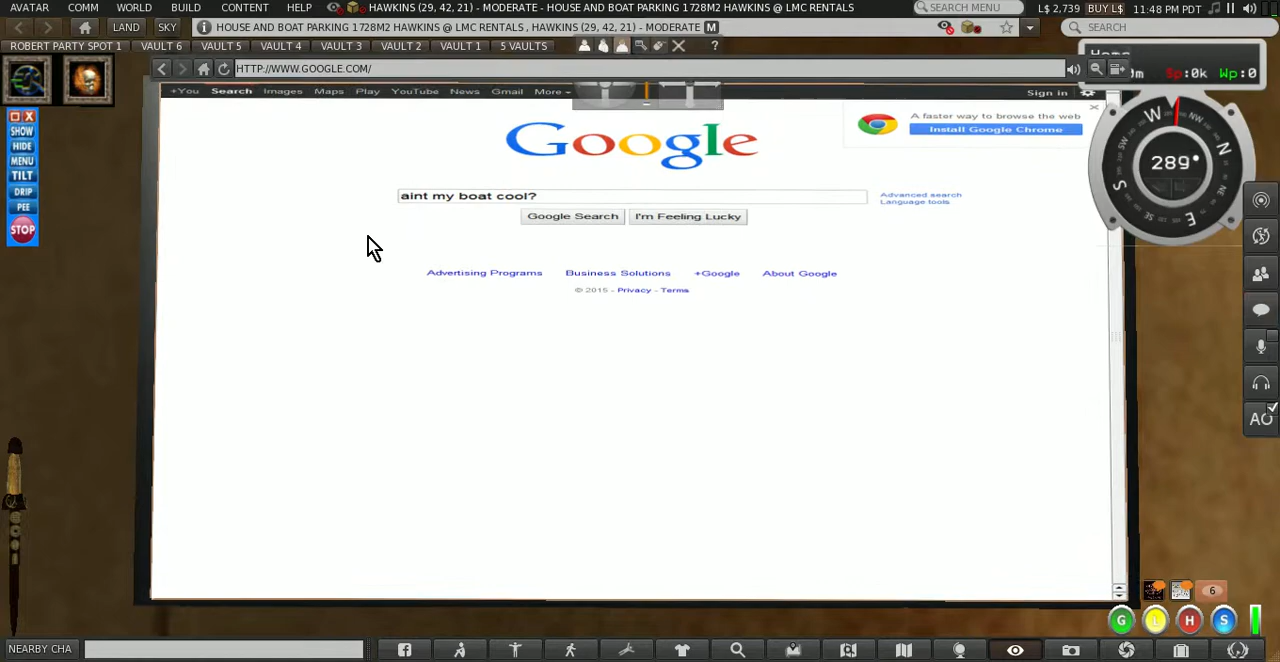 AVATAR COMM WORLD BUILD CONTENT HELP HAWKINS (29, 42, 21) - MODERATE - HOUSE AND BOAT PARKING 1728M2 HAWKINS @ LMC RENTALS SEARCH MENU L$ 2,739 BUY L$ 11:48 PM PDT
LAND SKY HOUSE AND BOAT PARKING 1728M2 HAWKINS @ LMC RENTALS , HAWKINS (29, 42, 21) - MODERATE M SEARCH
ROBERT PARTY SPOT 1 VAULT 6 VAULT 5 VAULT 4 VAULT 3 VAULT 2 VAULT 1 5 VAULTS ?
HTTP://WWW.GOOGLE.COM/
Sp:0k Wp:0
+You Search Images Maps Play YouTube News Gmail More Sign in
A faster way to browse the web
Install Google Chrome
Google
aint my boat cool?
Advanced search
Language tools
Google Search I'm Feeling Lucky
Advertising Programs Business Solutions +Google About Google
© 2015 - Privacy - Terms
X
SHOW
HIDE
MENU
TILT
DRIP
PEE
STOP
W NW N SW S SE E
289°
AO
6
G L H S
NEARBY CHA